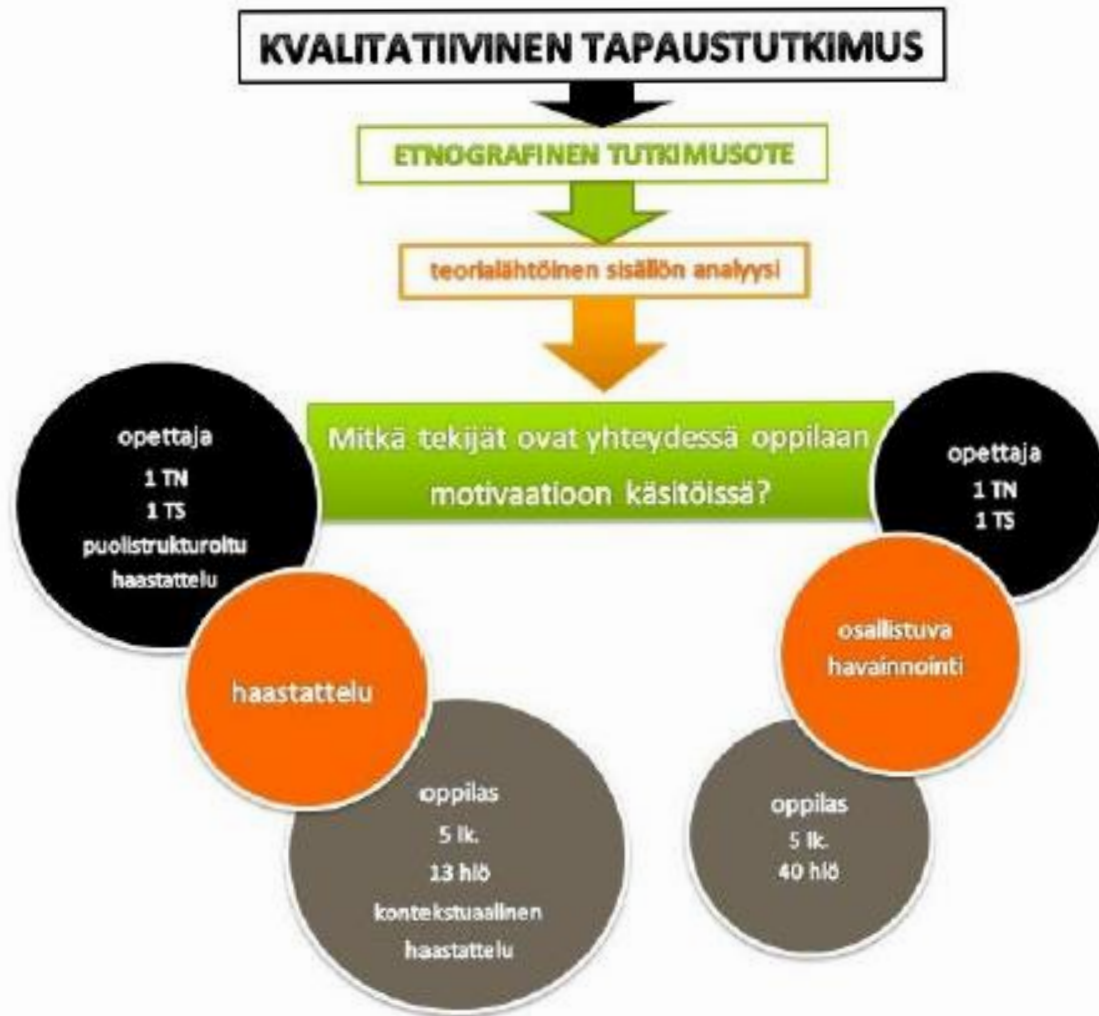 KVALITATIIVINEN TAPAUSTUTKIMUS
ETNOGRAFINEN TUTKIMUSOTE
teorialähtöinen sisällön analyysi
Mitkä tekijät ovat yhteydessä oppilaan
motivaatioon käsitöissä?
opettaja
1 TN
1 TS
puolistrukturoitu
haastattelu
haastattelu
oppilas
5 lk.
13 hlö
kontekstuaalinen
haastattelu
opettaja
1 TN
1 TS
osallistuva
havainnointi
oppilas
5 lk.
40 hlö